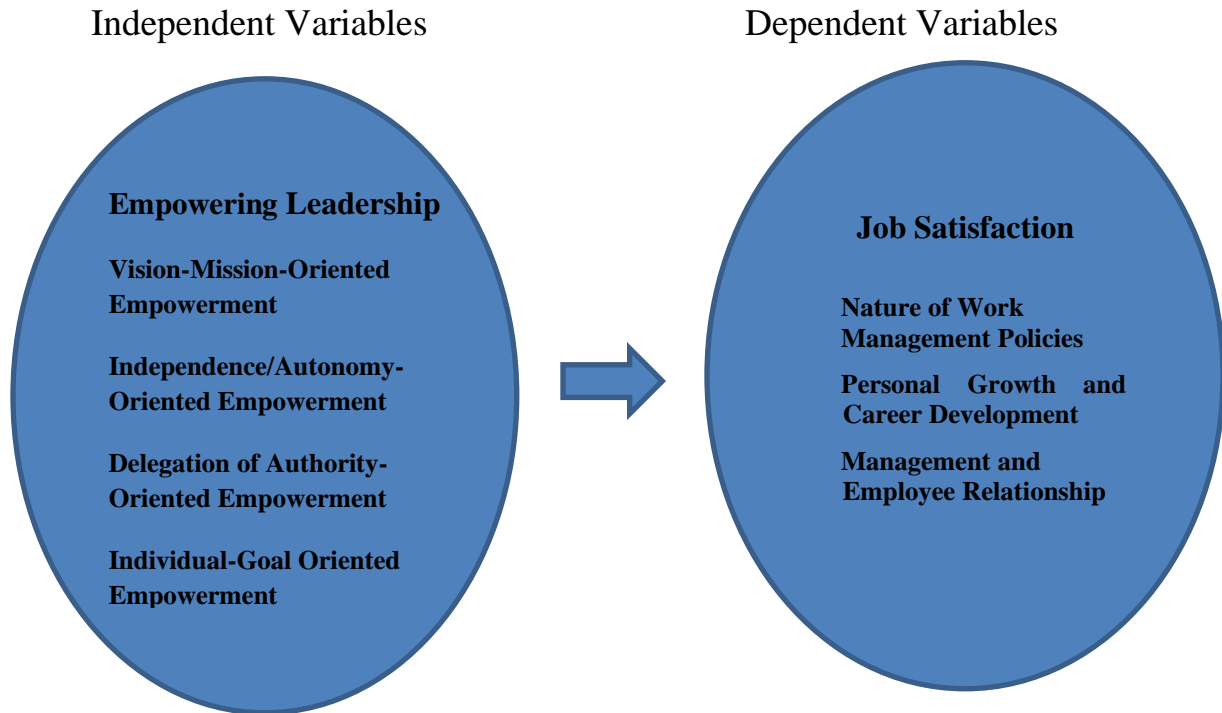 Independent Variables
Dependent Variables
Empowering Leadership
Vision-Mission-Oriented
Empowerment
Independence/Autonomy-
Oriented Empowerment
Delegation of Authority-
Oriented Empowerment
Individual-Goal Oriented
Empowerment
Job Satisfaction
Nature of Work
Management Policies
Personal Growth and
Career Development
Management and
Employee Relationship